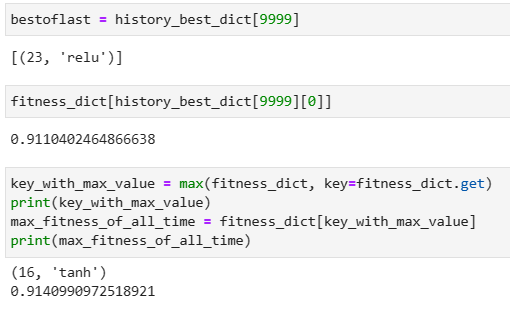 bestoflast = history_best_dict[9999]
[(23, 'relu')]
fitness_dict[history_best_dict[9999][0]]
0.9110402464866638
key_with_max_value = max(fitness_dict, key=fitness_dict.get)
print(key_with_max_value)
max_fitness_of_all_time = fitness_dict[key_with_max_value]
print(max_fitness_of_all_time)
(16, 'tanh')
0.9140990972518921